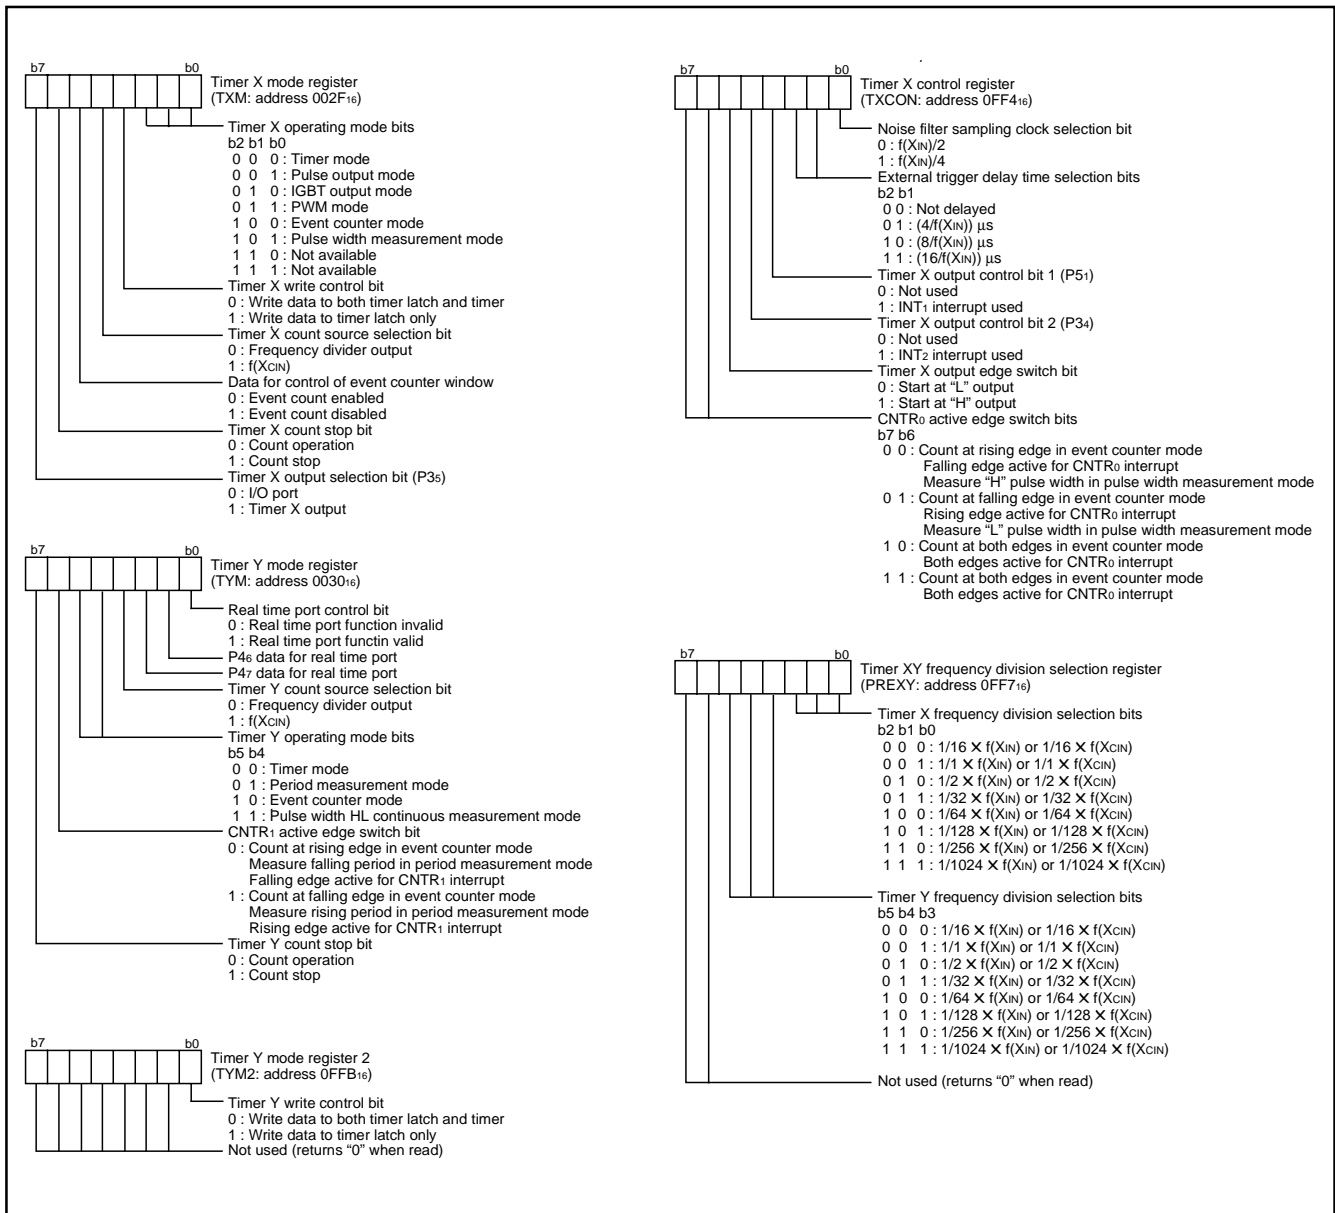 b7 b0
Timer X mode register
(TXM: address 002F16)
Timer X operating mode bits
b2 b1 b0
0 0 0 : Timer mode
0 0 1 : Pulse output mode
0 1 0 : IGBT output mode
0 1 1 : PWM mode
1 0 0 : Event counter mode
1 0 1 : Pulse width measurement mode
1 1 0 : Not available
1 1 1 : Not available
Timer X write control bit
0 : Write data to both timer latch and timer
1 : Write data to timer latch only
Timer X count source selection bit
0 : Frequency divider output
1 : f(XCIN)
Data for control of event counter window
0 : Event count enabled
1 : Event count disabled
Timer X count stop bit
0 : Count operation
1 : Count stop
Timer X output selection bit (P35)
0 : I/O port
1 : Timer X output
b7 b0
Timer Y mode register
(TYM: address 003016)
Real time port control bit
0 : Real time port function invalid
1 : Real time port functin valid
P46 data for real time port
P47 data for real time port
Timer Y count source selection bit
0 : Frequency divider output
1 : f(XCIN)
Timer Y operating mode bits
b5 b4
0 0 : Timer mode
0 1 : Period measurement mode
1 0 : Event counter mode
1 1 : Pulse width HL continuous measurement mode
CNTR1 active edge switch bit
0 : Count at rising edge in event counter mode
Measure falling period in period measurement mode
Falling edge active for CNTR1 interrupt
1 : Count at falling edge in event counter mode
Measure rising period in period measurement mode
Rising edge active for CNTR1 interrupt
Timer Y count stop bit
0 : Count operation
1 : Count stop
b7 b0
Timer Y mode register 2
(TYM2: address 0FFB16)
Timer Y write control bit
0 : Write data to both timer latch and timer
1 : Write data to timer latch only
Not used (returns “0” when read)
b7 b0
Timer X control register
(TXCON: address 0FF416)
Noise filter sampling clock selection bit
0 : f(XIN)/2
1 : f(XIN)/4
External trigger delay time selection bits
b2 b1
0 0 : Not delayed
0 1 : (4/f(XIN)) µs
1 0 : (8/f(XIN)) µs
1 1 : (16/f(XIN)) µs
Timer X output control bit 1 (P51)
0 : Not used
1 : INT1 interrupt used
Timer X output control bit 2 (P34)
0 : Not used
1 : INT2 interrupt used
Timer X output edge switch bit
0 : Start at “L” output
1 : Start at “H” output
CNTR0 active edge switch bits
b7 b6
0 0 : Count at rising edge in event counter mode
Falling edge active for CNTR0 interrupt
Measure “H” pulse width in pulse width measurement mode
0 1 : Count at falling edge in event counter mode
Rising edge active for CNTR0 interrupt
Measure “L” pulse width in pulse width measurement mode
1 0 : Count at both edges in event counter mode
Both edges active for CNTR0 interrupt
1 1 : Count at both edges in event counter mode
Both edges active for CNTR0 interrupt
b7 b0
Timer XY frequency division selection register
(PREXY: address 0FF716)
Timer X frequency division selection bits
b2 b1 b0
0 0 0 : 1/16 × f(XIN) or 1/16 × f(XCIN)
0 0 1 : 1/1 × f(XIN) or 1/1 × f(XCIN)
0 1 0 : 1/2 × f(XIN) or 1/2 × f(XCIN)
0 1 1 : 1/32 × f(XIN) or 1/32 × f(XCIN)
1 0 0 : 1/64 × f(XIN) or 1/64 × f(XCIN)
1 0 1 : 1/128 × f(XIN) or 1/128 × f(XCIN)
1 1 0 : 1/256 × f(XIN) or 1/256 × f(XCIN)
1 1 1 : 1/1024 × f(XIN) or 1/1024 × f(XCIN)
Timer Y frequency division selection bits
b5 b4 b3
0 0 0 : 1/16 × f(XIN) or 1/16 × f(XCIN)
0 0 1 : 1/1 × f(XIN) or 1/1 × f(XCIN)
0 1 0 : 1/2 × f(XIN) or 1/2 × f(XCIN)
0 1 1 : 1/32 × f(XIN) or 1/32 × f(XCIN)
1 0 0 : 1/64 × f(XIN) or 1/64 × f(XCIN)
1 0 1 : 1/128 × f(XIN) or 1/128 × f(XCIN)
1 1 0 : 1/256 × f(XIN) or 1/256 × f(XCIN)
1 1 1 : 1/1024 × f(XIN) or 1/1024 × f(XCIN)
Not used (returns “0” when read)